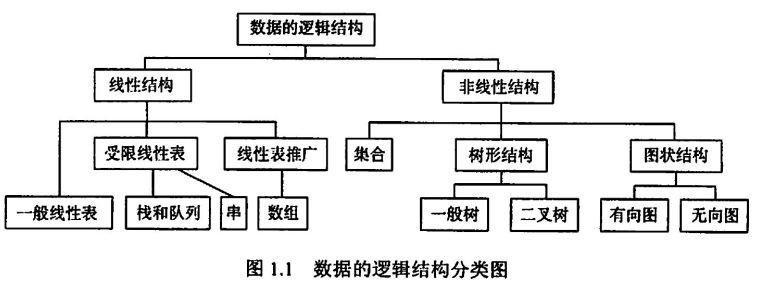 数据的逻辑结构
线性结构
非线性结构
受限线性表
线性表推广
集合
树形结构
图状结构
一般线性表
栈和队列
串
数组
一般树
二叉树
有向图
无向图
图 1.1 数据的逻辑结构分类图